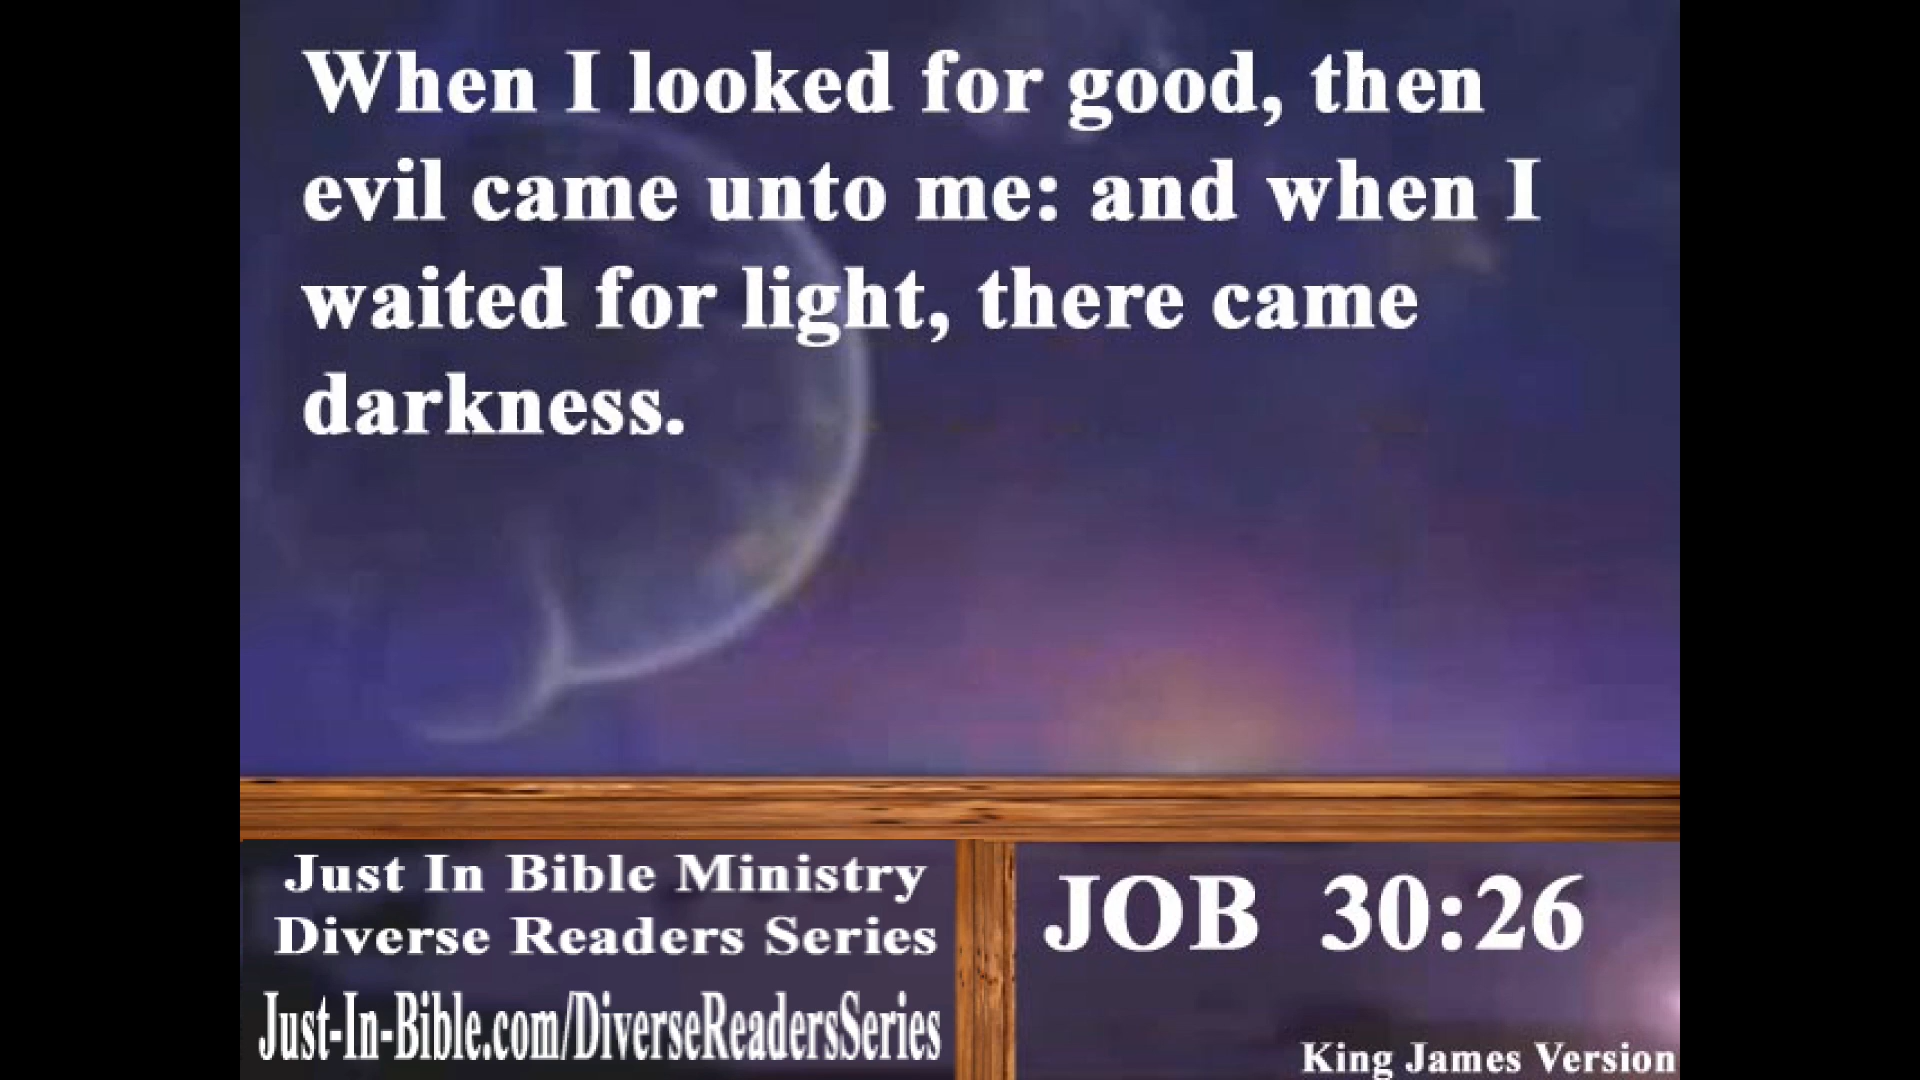 When I looked for good, then
evil came unto me: and when I
waited for light, there came
darkness.
Just In Bible Ministry
Diverse Readers Series
Just-In-Bible.com/DiverseReadersSeries
JOB 30:26
King James Version